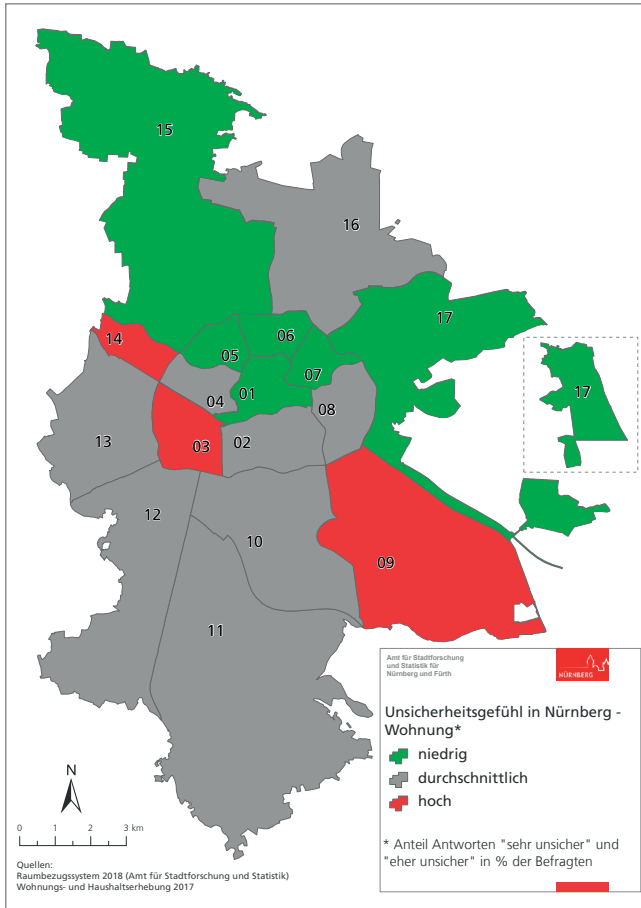 15
16
17
14
06
05
07
17
01
04
08
03
02
13
12
10
09
11
Amt für Stadtforschung
und Statistik für
Nürnberg und Fürth
NÜRNBERG
Unsicherheitsgefühl in Nürnberg -
Wohnung*
niedrig
durchschnittlich
hoch
* Anteil Antworten "sehr unsicher" und
"eher unsicher" in % der Befragten
N
0 1 2 3 km
Quellen:
Raumbezugssystem 2018 (Amt für Stadtforschung und Statistik)
Wohnungs- und Haushaltserhebung 2017